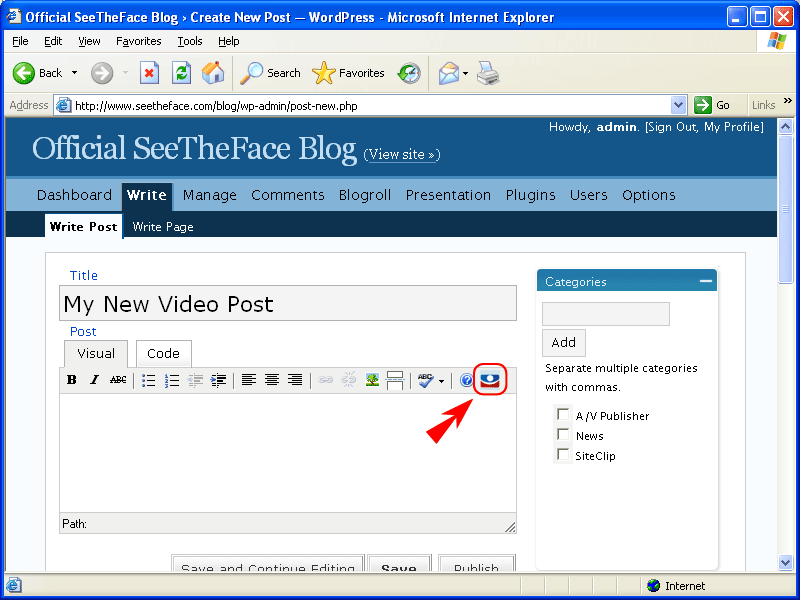 Official SeeTheFace Blog › Create New Post — WordPress - Microsoft Internet Explorer
File Edit View Favorites Tools Help
Back Search Favorites
Address http://www.seetheface.com/blog/wp-admin/post-new.php Go Links »
Howdy, admin. [Sign Out, My Profile]
Official SeeTheFace Blog (View site »)
Dashboard Write Manage Comments Blogroll Presentation Plugins Users Options
Write Post Write Page
Title
Categories
My New Video Post
Post
Add
Visual Code
Separate multiple categories
with commas.
B I ABC ABC ?
A/V Publisher
News
SiteClip
Path:
Save and Continue Editing Save Publish
Internet